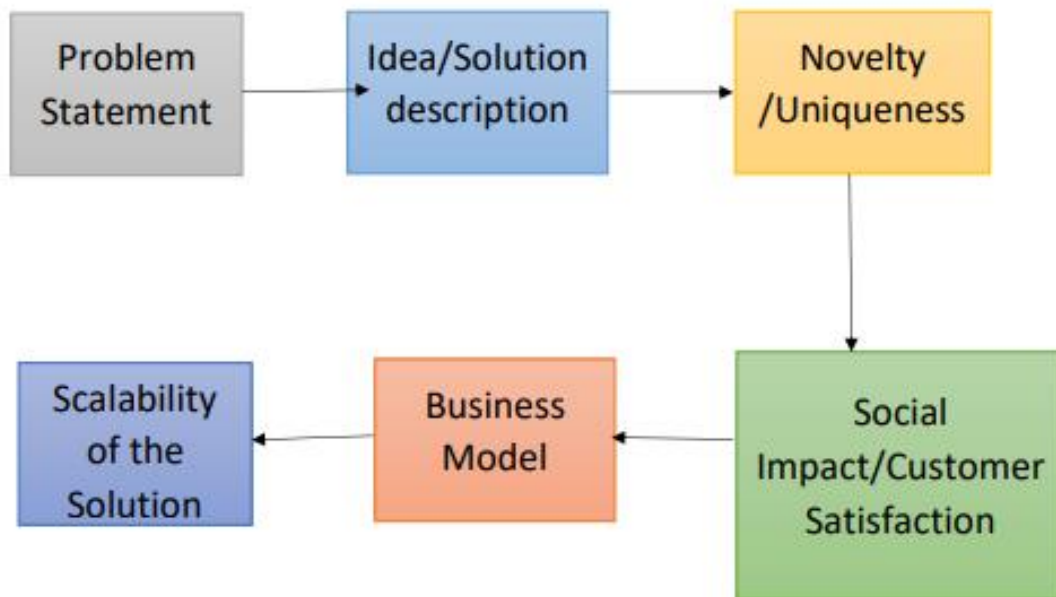 Problem
Statement
Idea/Solution
description
Novelty
/Uniqueness
Social
Impact/Customer
Satisfaction
Business
Model
Scalability
of the
Solution